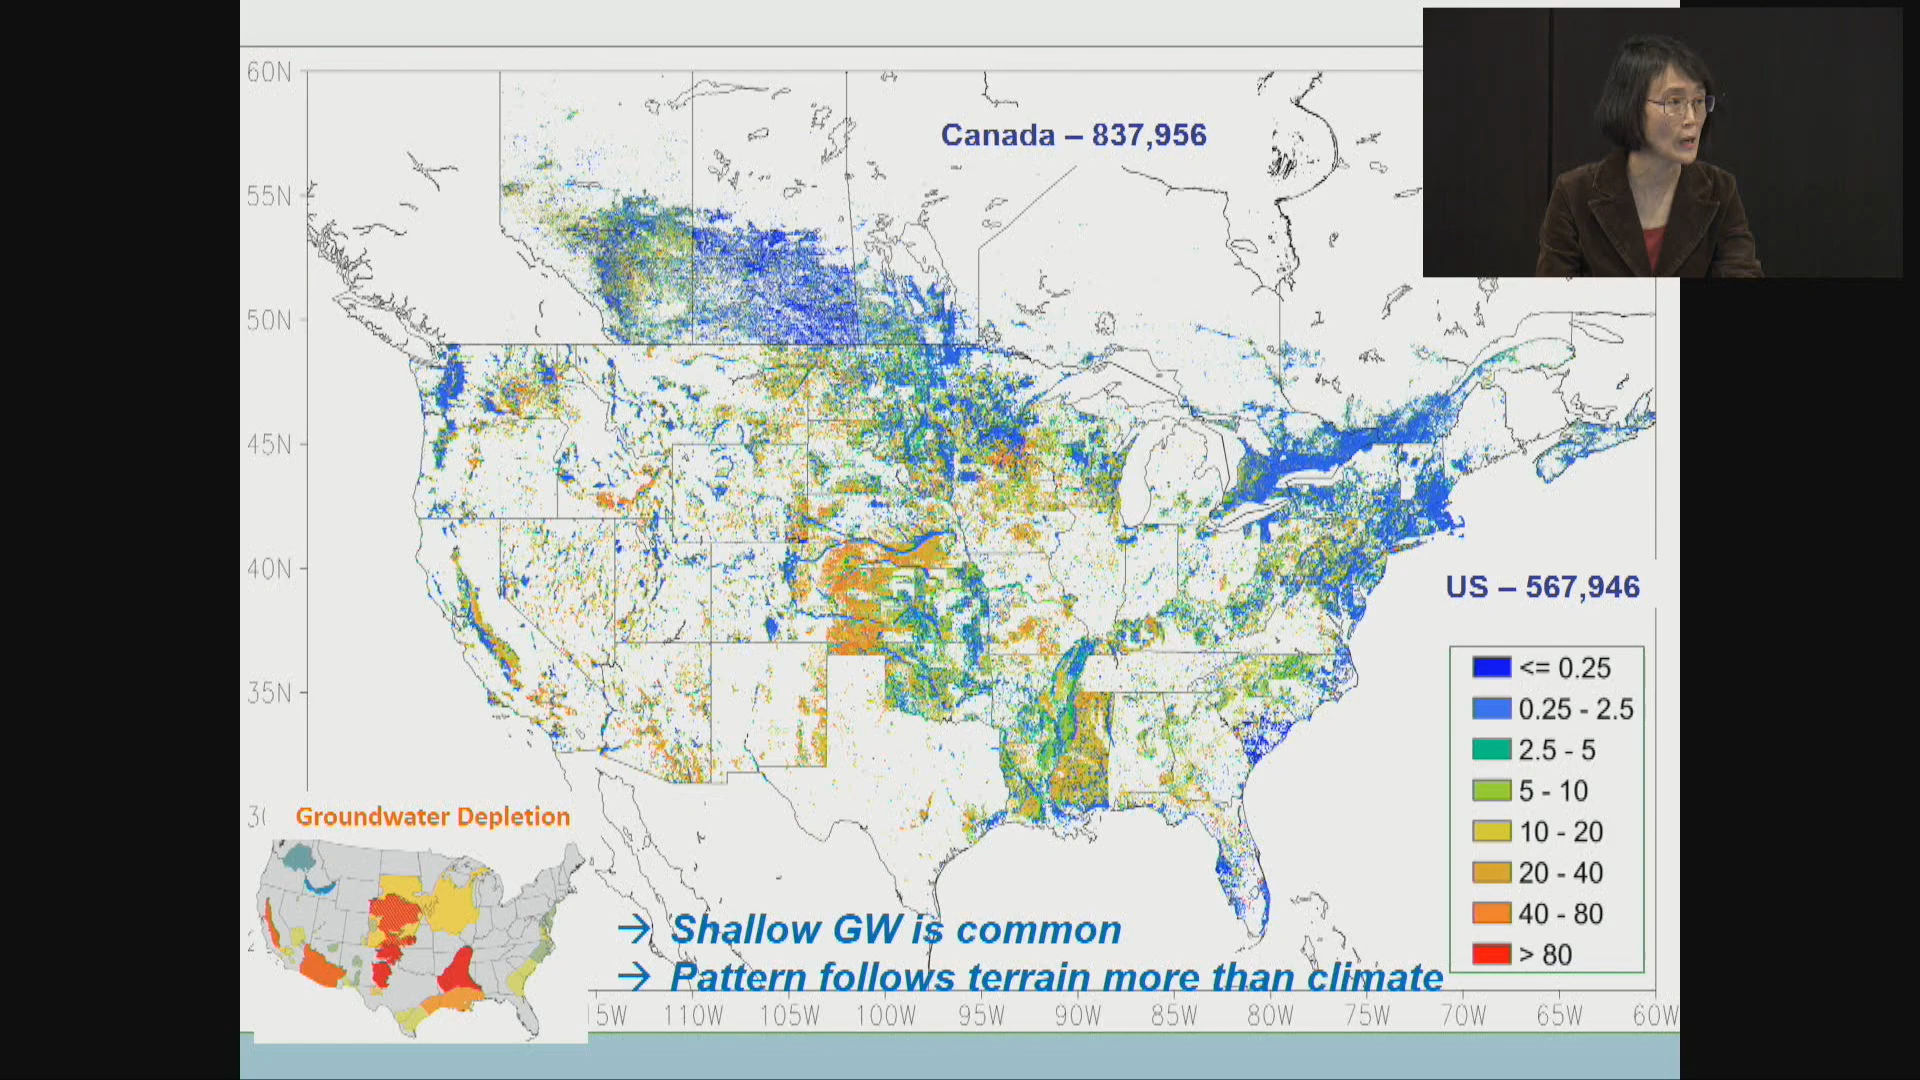 60N
Canada – 837,956
55N
50N
45N
40N
US – 567,946
35N
<= 0.25
0.25 - 2.5
2.5 - 5
5 - 10
10 - 20
20 - 40
40 - 80
> 80
Groundwater Depletion
→ Shallow GW is common
→ Pattern follows terrain more than climate
15W 110W 105W 100W 95W 90W 85W 80W 75W 70W 65W 60W